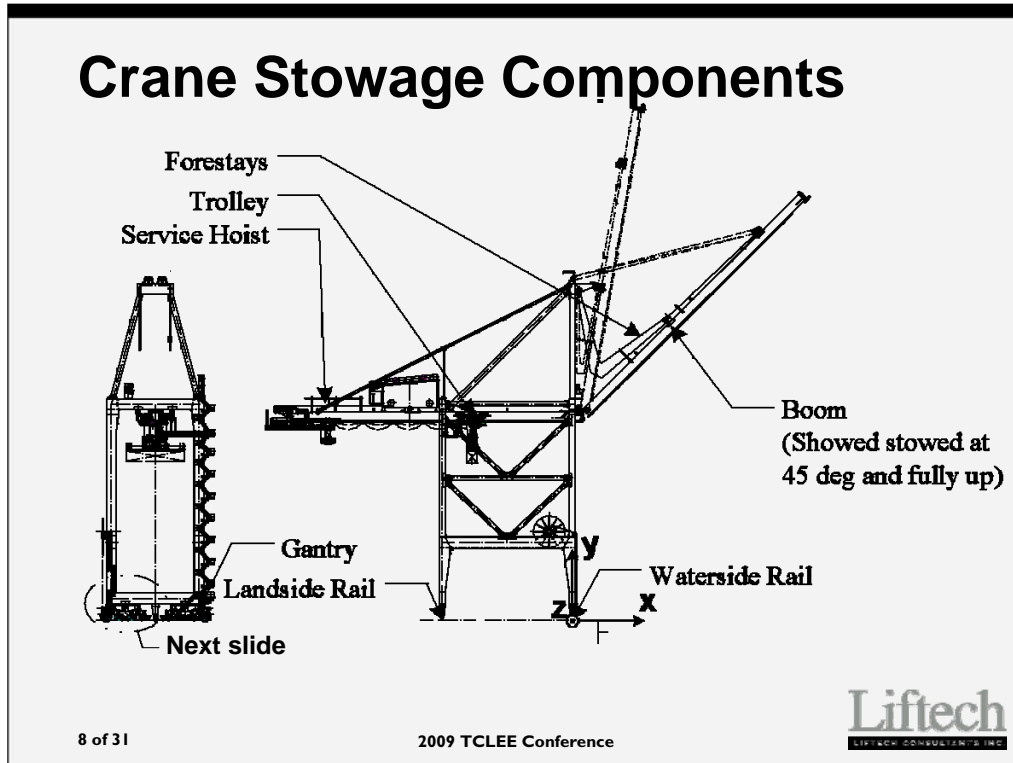 Crane Stowage Components
Forestays
Trolley
Service Hoist
Boom
(Showed stowed at
45 deg and fully up)
Gantry
Landside Rail
Waterside Rail
y
z
x
Next slide
8 of 31
2009 TCLEE Conference
Liftech
LIFTECH CONSULTANTS INC